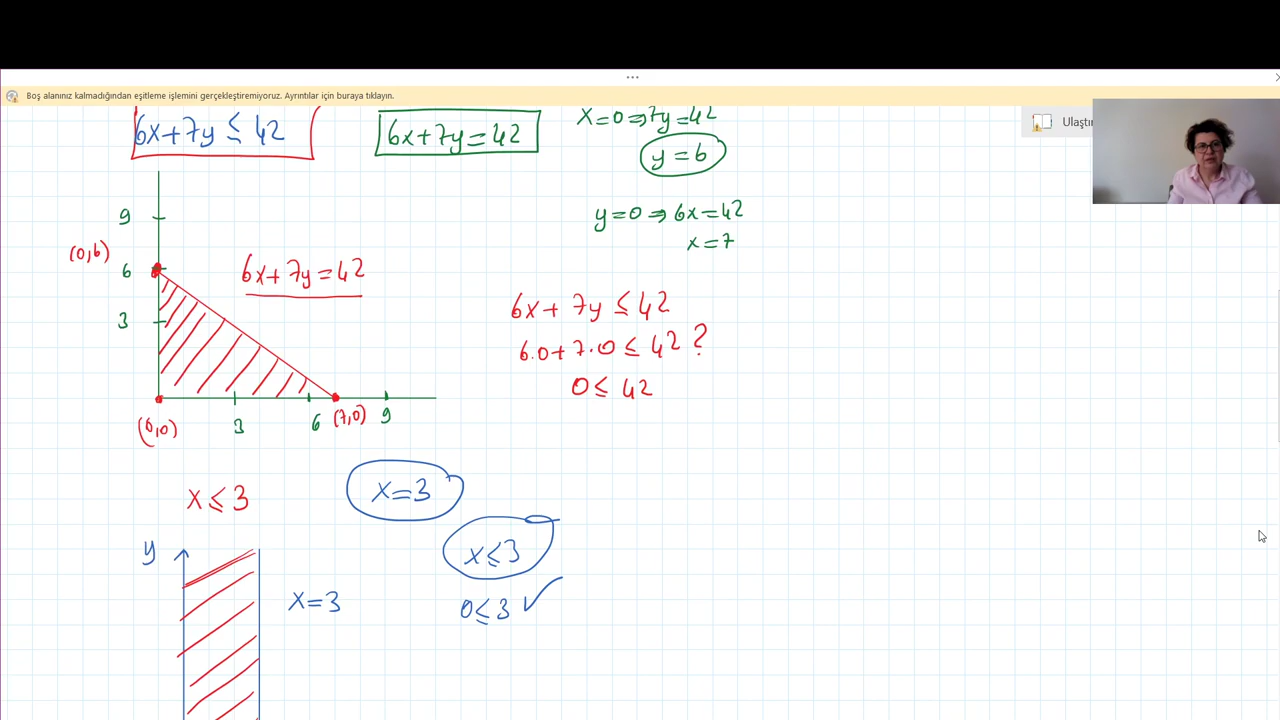 Boş alanınız kalmadığından eşitleme işlemini gerçekleştiremiyoruz. Ayrıntılar için buraya tıklayın.
Ulaştır
6x+7y ≤ 42
6x+7y=42
x=0 ⇒ 7y=42
y=6
y=0 ⇒ 6x=42
x=7
9
(0,6)
6
3
6x+7y=42
(0,0)
3
6
(7,0)
9
6x+7y ≤ 42
6.0+7.0 ≤ 42 ?
0 ≤ 42
x ≤ 3
x=3
x≤3
0≤3 ✓
y
x=3